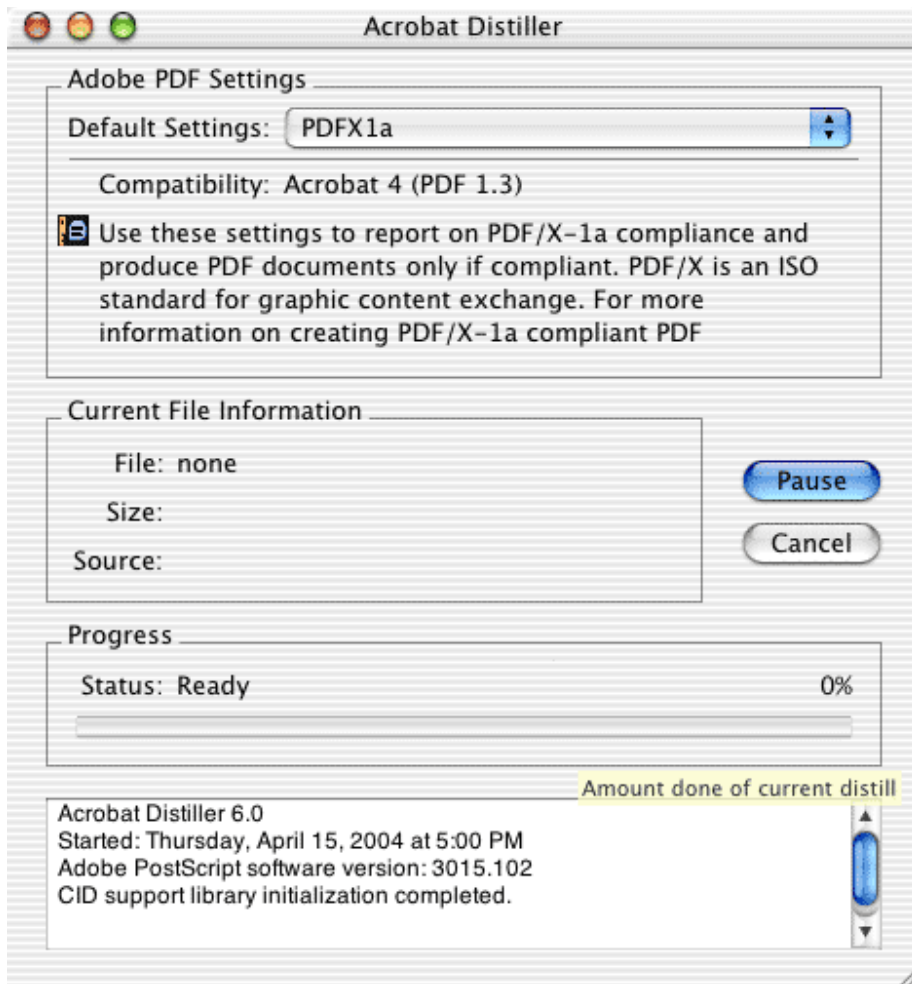 Acrobat Distiller
Adobe PDF Settings
Default Settings: PDFX1a
Compatibility: Acrobat 4 (PDF 1.3)
Use these settings to report on PDF/X-1a compliance and
produce PDF documents only if compliant. PDF/X is an ISO
standard for graphic content exchange. For more
information on creating PDF/X-1a compliant PDF
Current File Information
File: none
Size:
Source:
Pause
Cancel
Progress
Status: Ready 0%
Amount done of current distill
Acrobat Distiller 6.0
Started: Thursday, April 15, 2004 at 5:00 PM
Adobe PostScript software version: 3015.102
CID support library initialization completed.